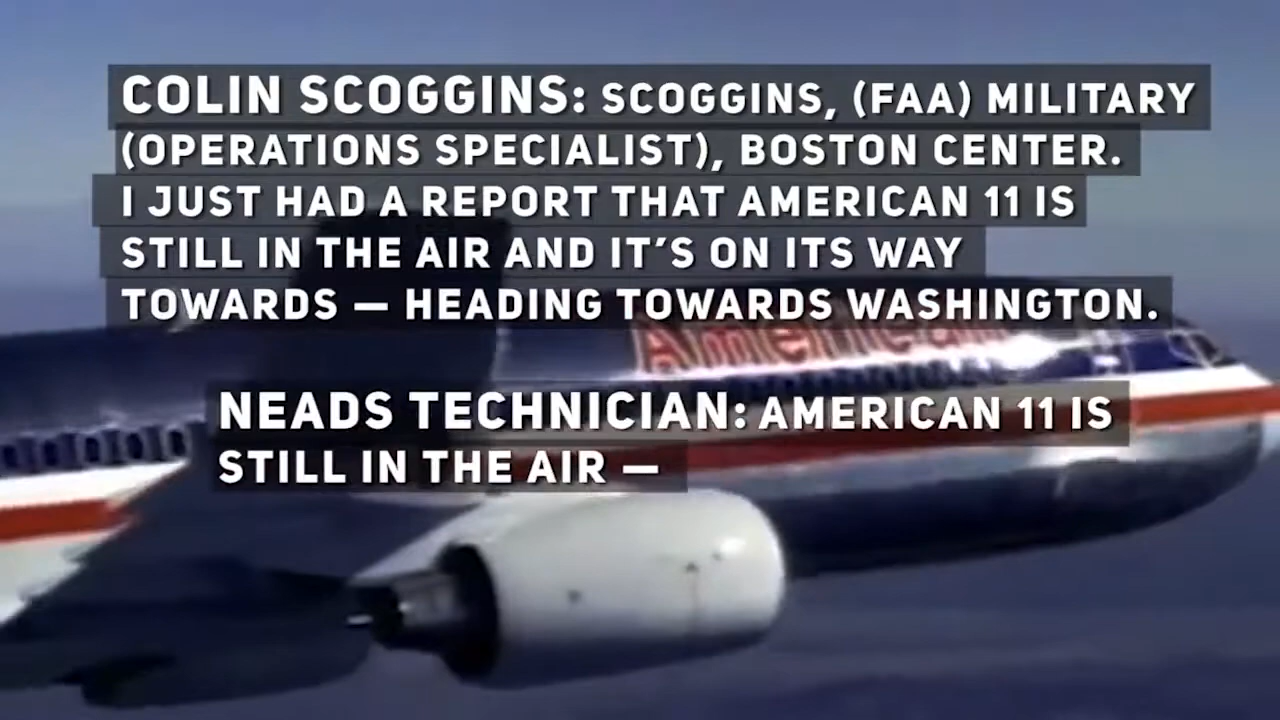 COLIN SCOGGINS: SCOGGINS, (FAA) MILITARY
(OPERATIONS SPECIALIST), BOSTON CENTER.
I JUST HAD A REPORT THAT AMERICAN 11 IS
STILL IN THE AIR AND IT’S ON ITS WAY
TOWARDS — HEADING TOWARDS WASHINGTON.
American
NEADS TECHNICIAN: AMERICAN 11 IS
STILL IN THE AIR —